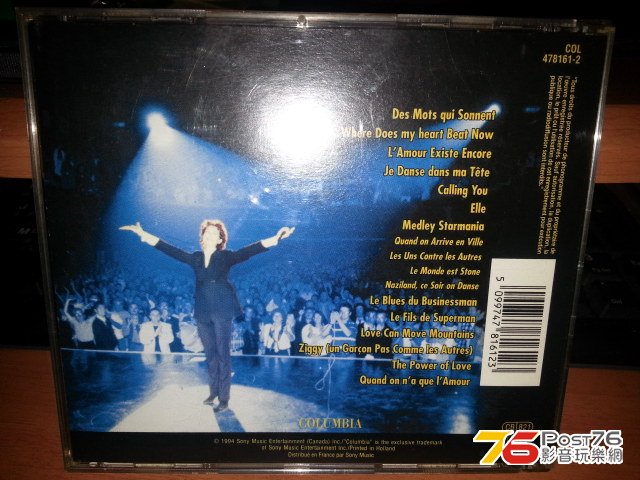 COL
478161-2
Des Mots qui Sonnent
Where Does my heart Beat Now
L'Amour Existe Encore
Je Danse dans ma Tête
Calling You
Elle
Medley Starmania
Quand on Arrive en Ville
Les Uns Contre les Autres
Le Monde est Stone
Naziland, ce Soir on Danse
Le Blues du Businessman
Le Fils de Superman
Love Can Move Mountains
Ziggy (un Garçon Pas Comme les Autres)
The Power of Love
Quand on n'a que l'Amour
5 099747 816123
COLUMBIA
CB 821
© 1994 Sony Music Entertainment (Canada) Inc./"Columbia" is the exclusive trademark
of Sony Music Entertainment Inc./Printed in Holland
Distribué en France par Sony Music
76 Post76
影音玩樂網